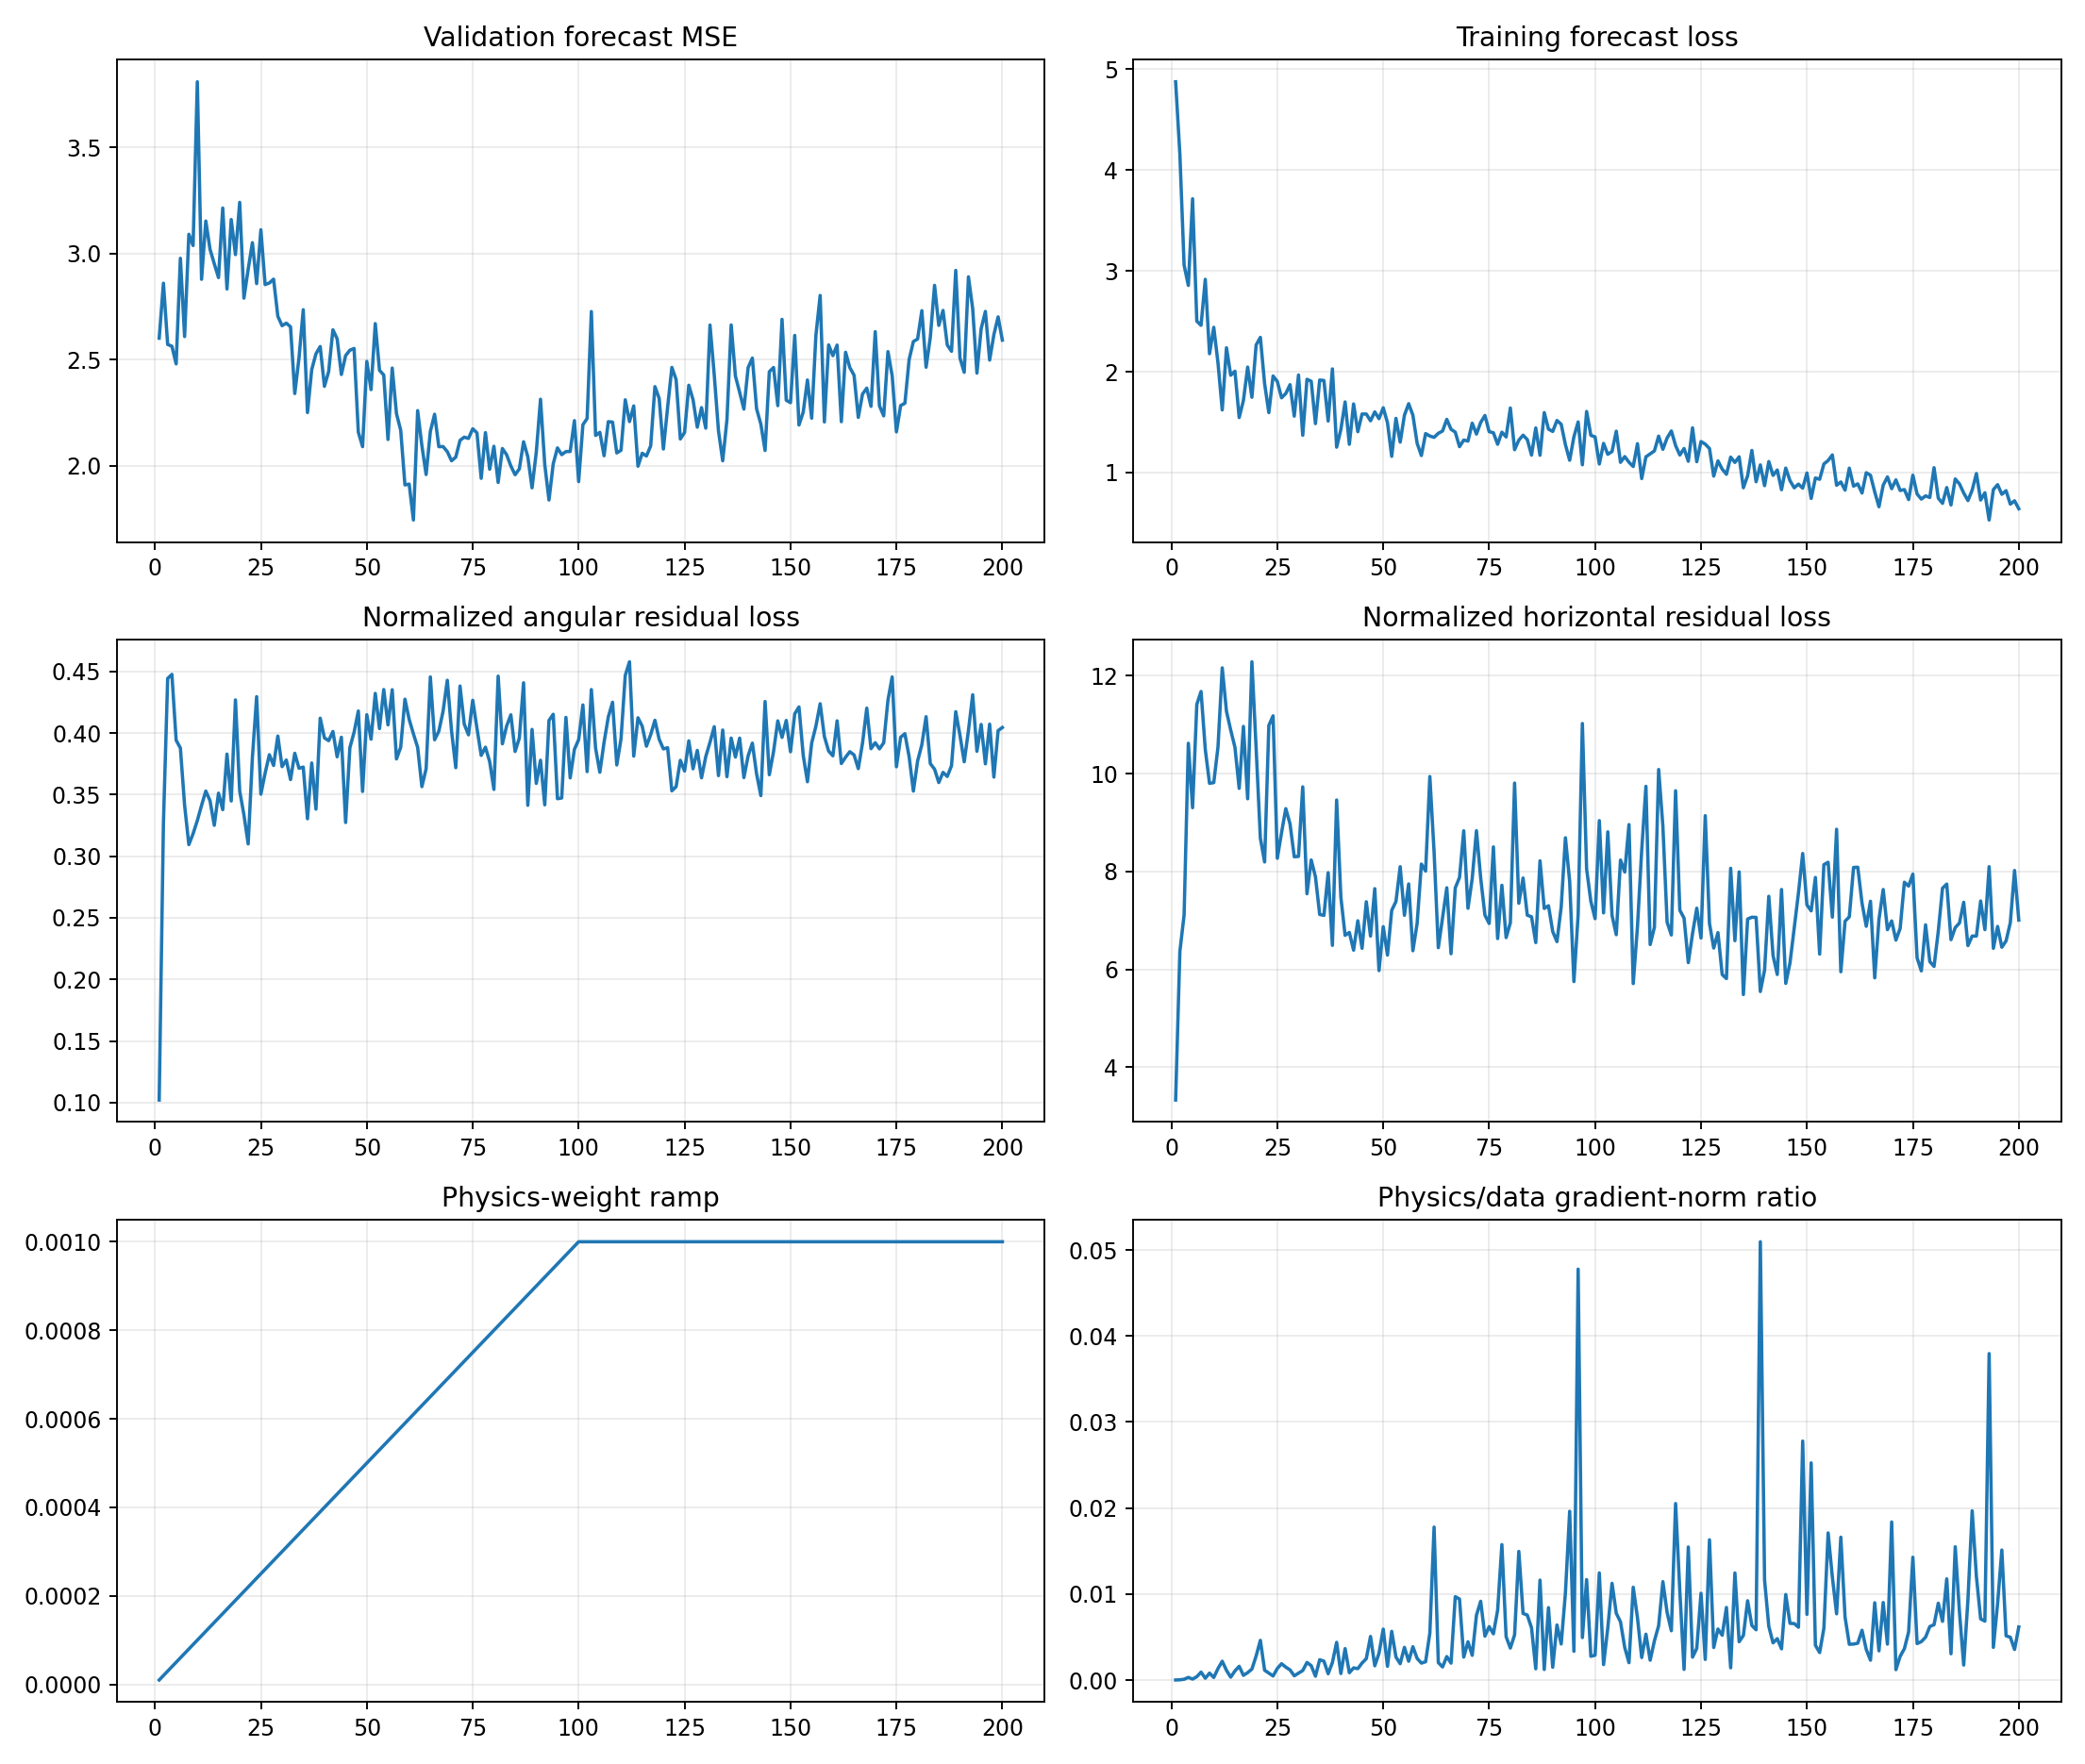 Validation forecast MSE
3.5
3.0
2.5
2.0
0 25 50 75 100 125 150 175 200
Training forecast loss
5
4
3
2
1
0 25 50 75 100 125 150 175 200
Normalized angular residual loss
0.45
0.40
0.35
0.30
0.25
0.20
0.15
0.10
0 25 50 75 100 125 150 175 200
Normalized horizontal residual loss
12
10
8
6
4
0 25 50 75 100 125 150 175 200
Physics-weight ramp
0.0010
0.0008
0.0006
0.0004
0.0002
0.0000
0 25 50 75 100 125 150 175 200
Physics/data gradient-norm ratio
0.05
0.04
0.03
0.02
0.01
0.00
0 25 50 75 100 125 150 175 200